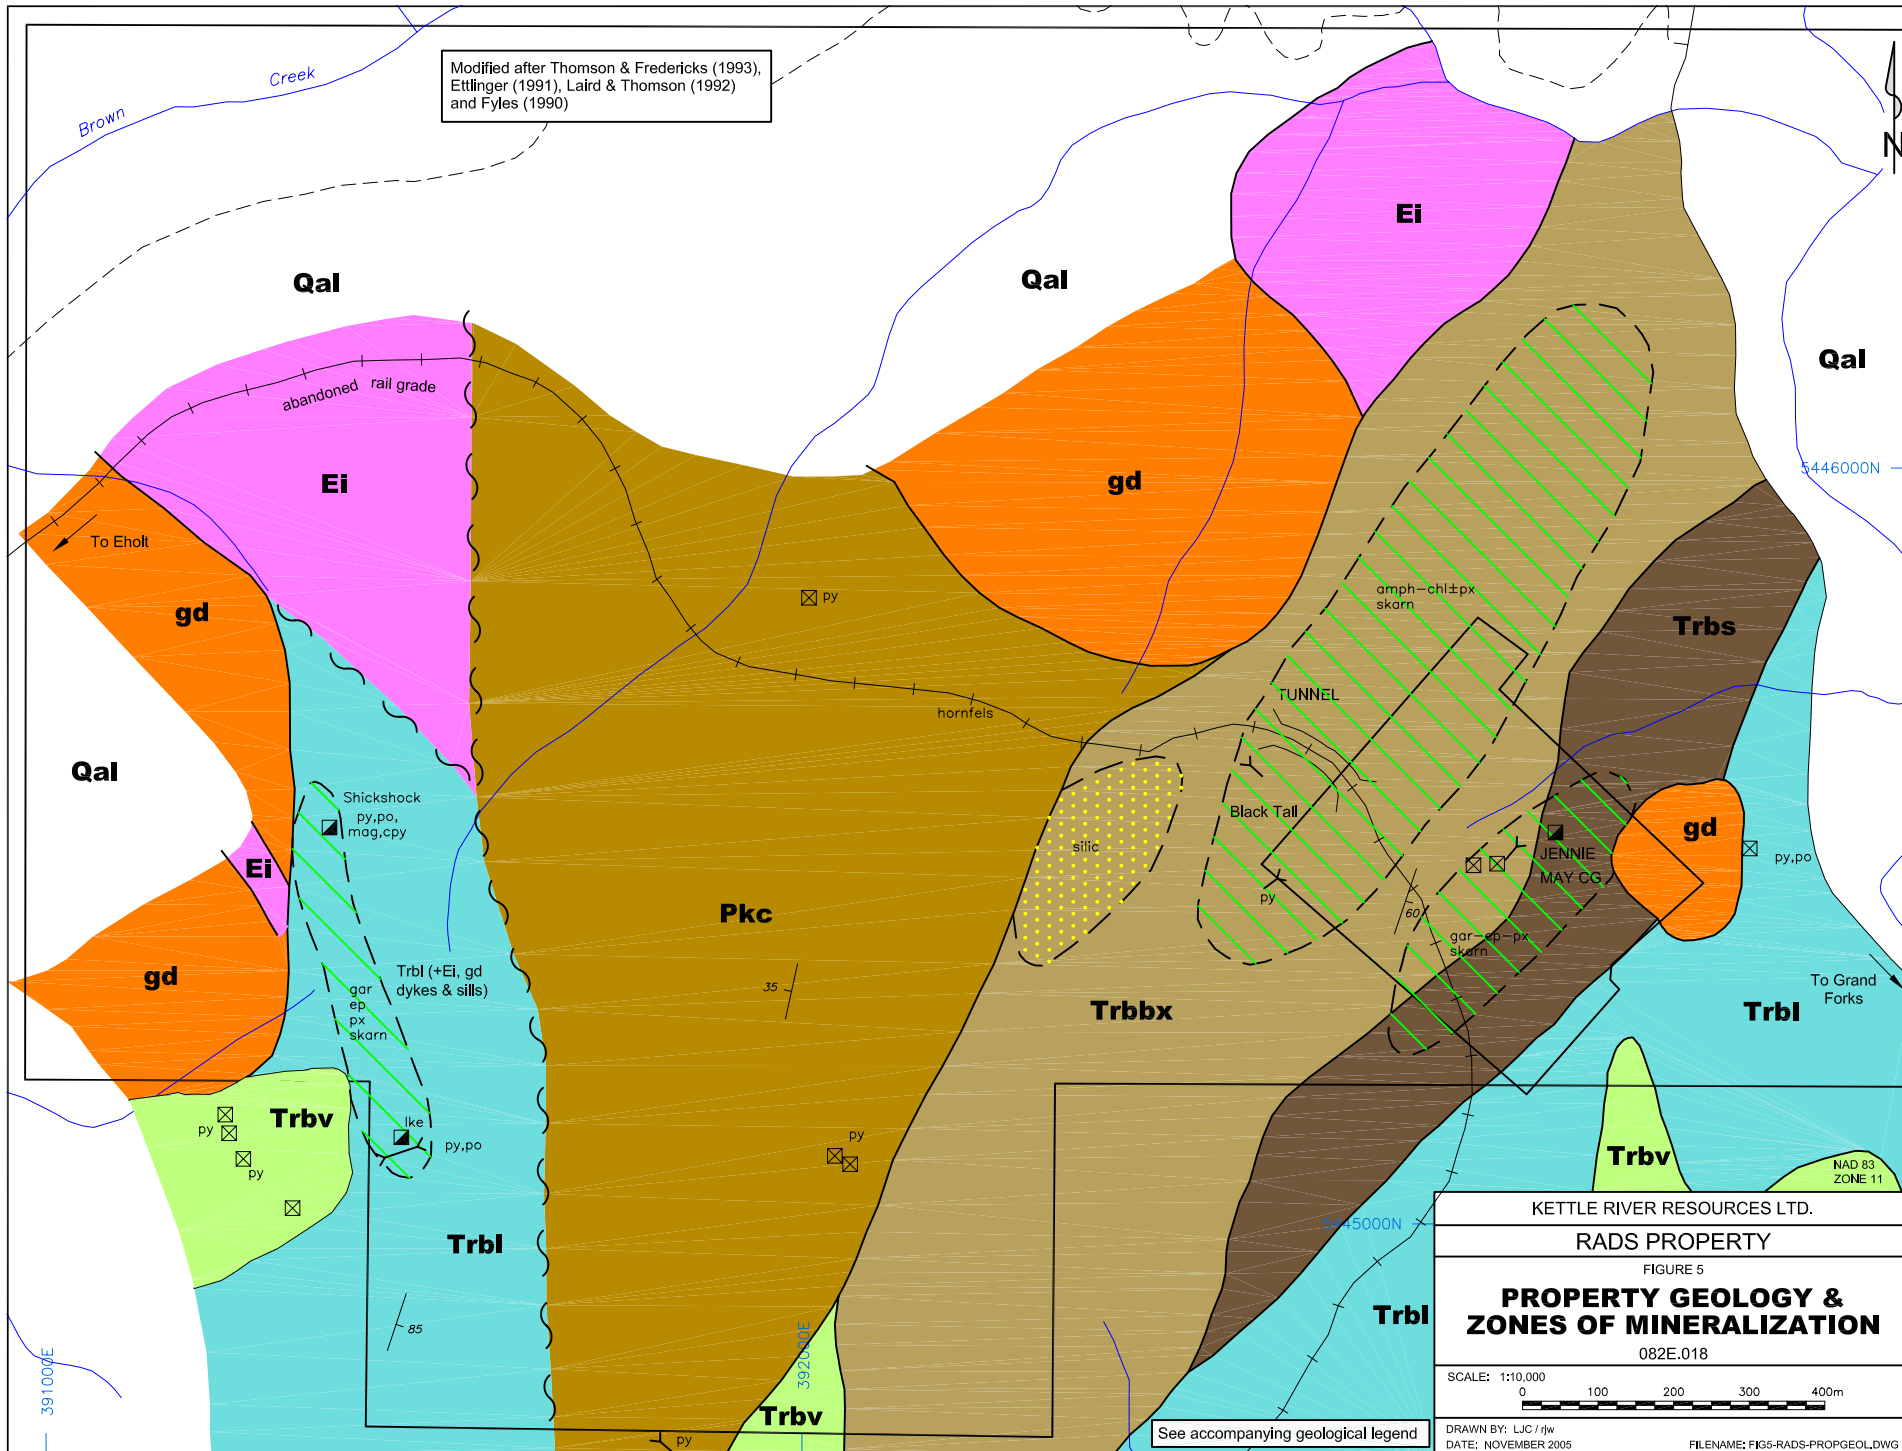 Modified after Thomson & Fredericks (1993),
Ettlinger (1991), Laird & Thomson (1992)
and Fyles (1990)
Brown Creek
N
Ei
Qal
Qal
Qal
abandoned rail grade
Ei
gd
5446000N
To Eholt
amph-chl±px
skarn
py
gd
Trbs
TUNNEL
hornfels
Qal
Shickshock
py,po,
mag,cpy
Black Tail
silic
gd
JENNIE
MAY CG
py,po
Ei
py
60
Pkc
gar-ep-px
skarn
gd
Trbl (+Ei, gd
dykes & sills)
gar
ep
px
skarn
35
Trbbx
To Grand
Forks
Trbl
Trbv
Ike
py
py,po
py
py
Trbv
NAD 83
ZONE 11
Trbl
5445000N
85
Trbl
391000E
392000E
Trbv
py
See accompanying geological legend
KETTLE RIVER RESOURCES LTD.
RADS PROPERTY
FIGURE 5
PROPERTY GEOLOGY &
ZONES OF MINERALIZATION
082E.018
SCALE: 1:10,000
0 100 200 300 400m
DRAWN BY: LJC / rjw
DATE: NOVEMBER 2005
FILENAME: FIG5-RADS-PROPGEOL.DWG